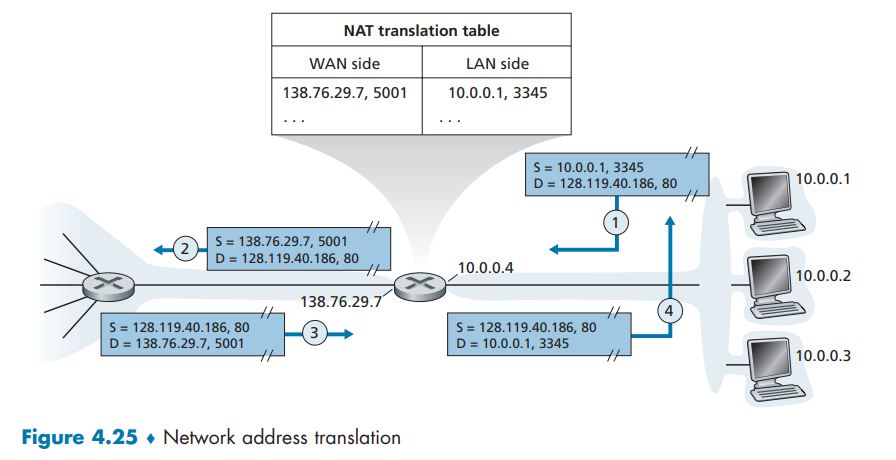 NAT translation table
WAN side LAN side
138.76.29.7, 5001 10.0.0.1, 3345
. . . . . .
S = 10.0.0.1, 3345
D = 128.119.40.186, 80
10.0.0.1
1
2
S = 138.76.29.7, 5001
D = 128.119.40.186, 80
10.0.0.4
10.0.0.2
138.76.29.7
S = 128.119.40.186, 80
D = 138.76.29.7, 5001
3
S = 128.119.40.186, 80
D = 10.0.0.1, 3345
4
10.0.0.3
Figure 4.25 ♦ Network address translation